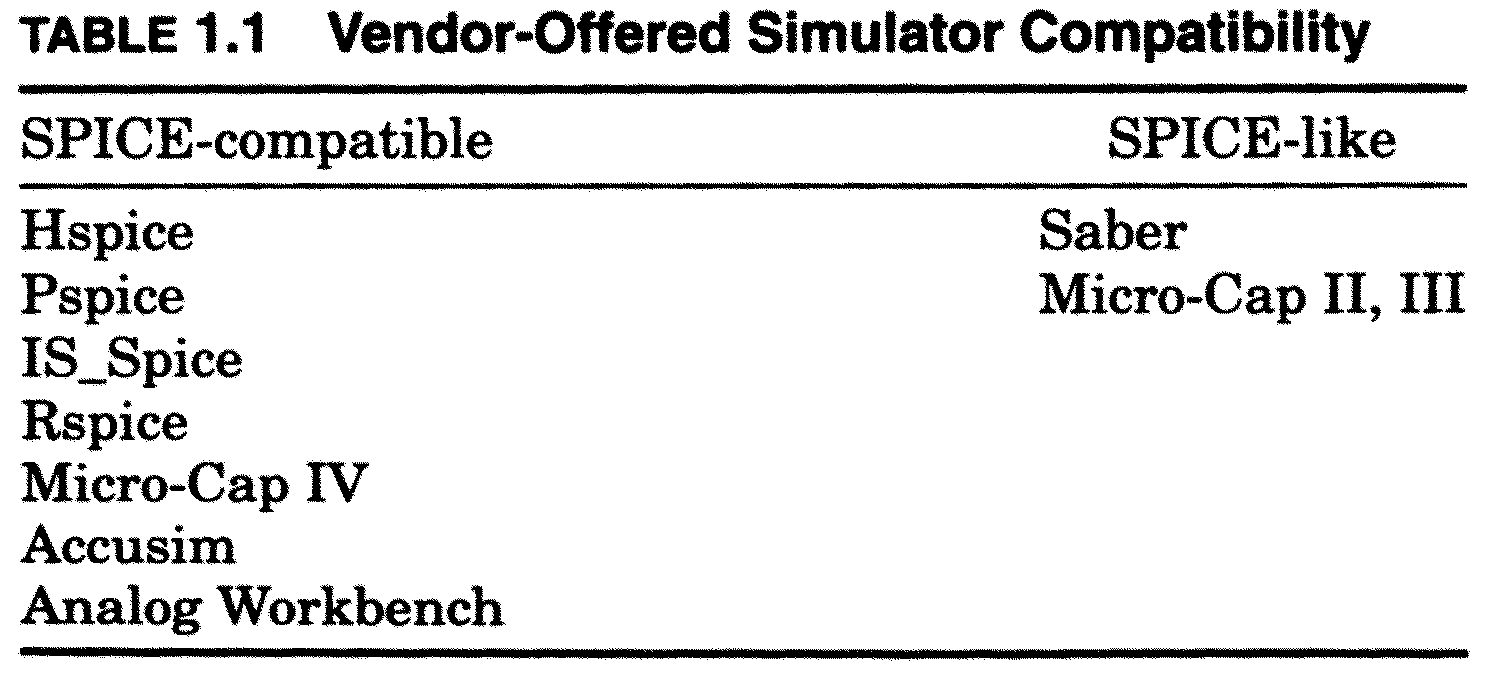 TABLE 1.1 Vendor-Offered Simulator Compatibility
SPICE-compatible SPICE-like
Hspice Saber
Pspice Micro-Cap II, III
IS_Spice
Rspice
Micro-Cap IV
Accusim
Analog Workbench